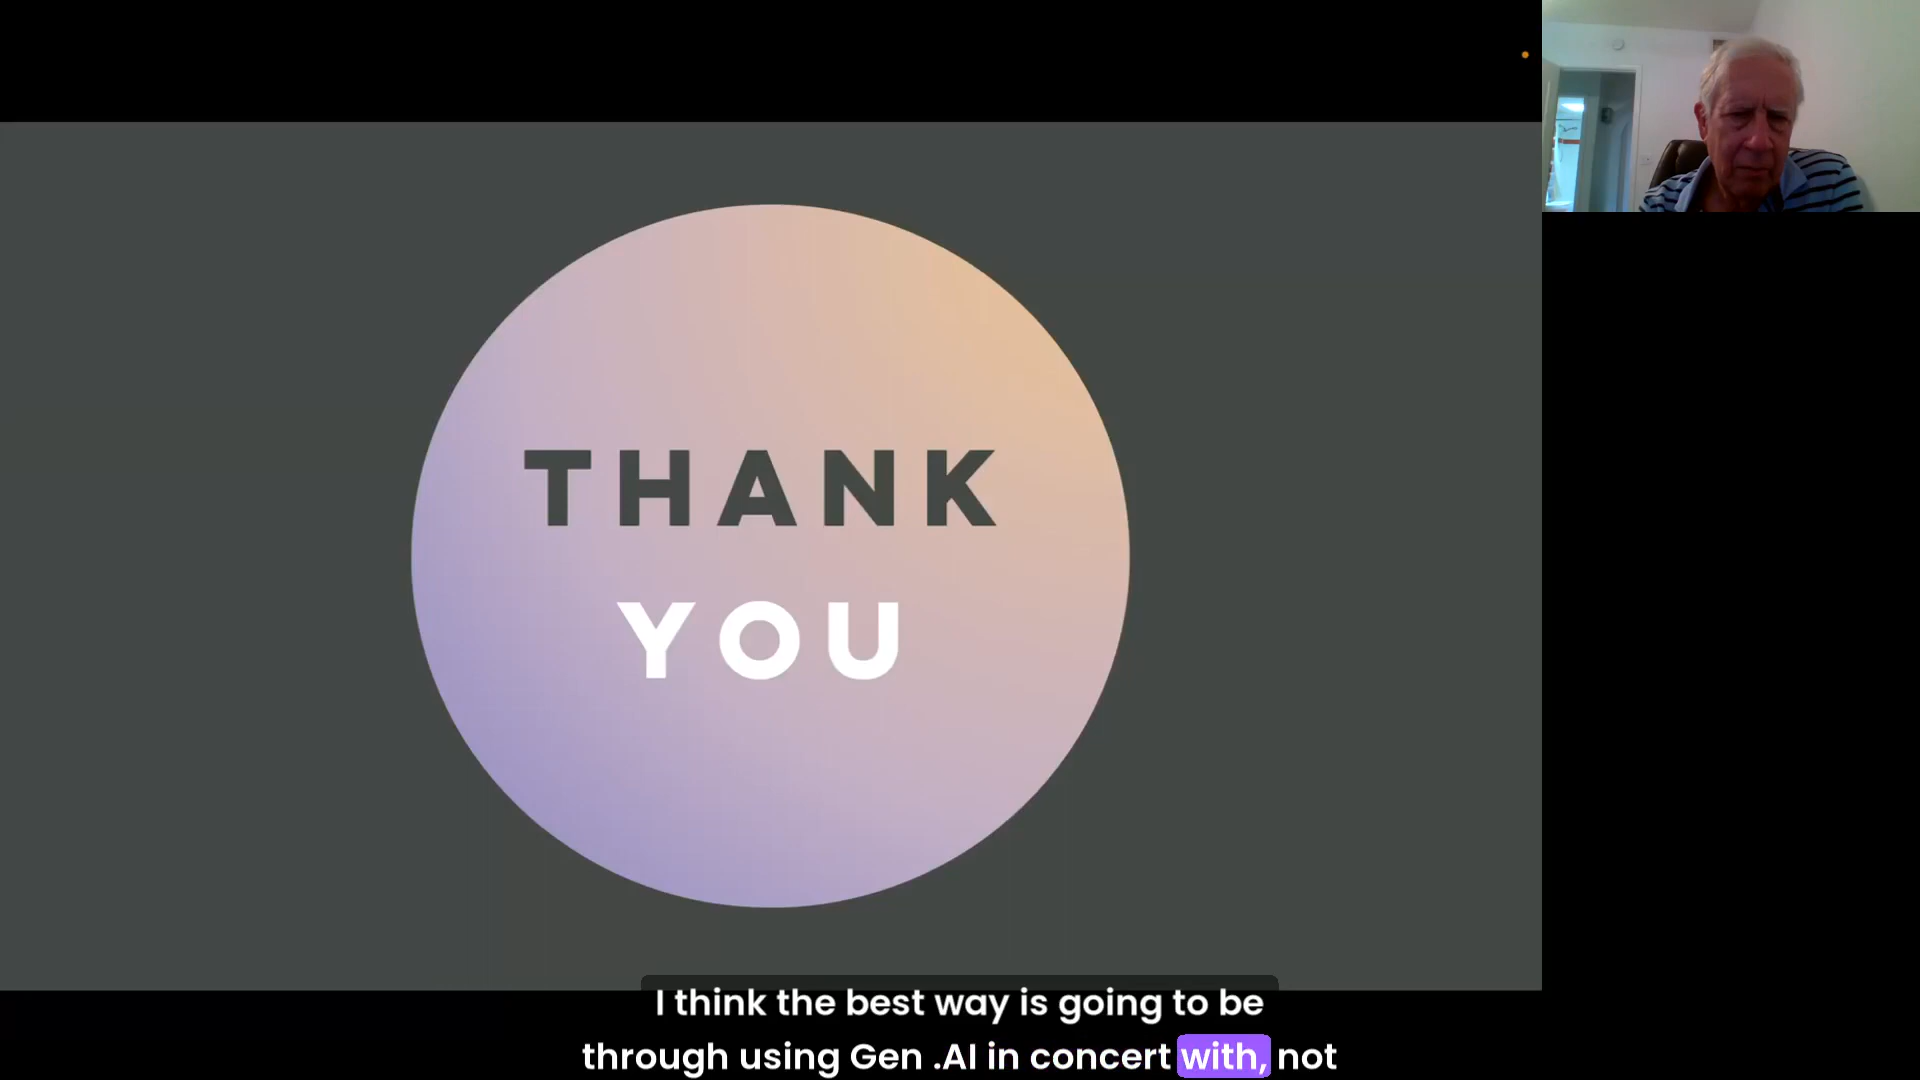 THANK
YOU
I think the best way is going to be
through using Gen .AI in concert with, not